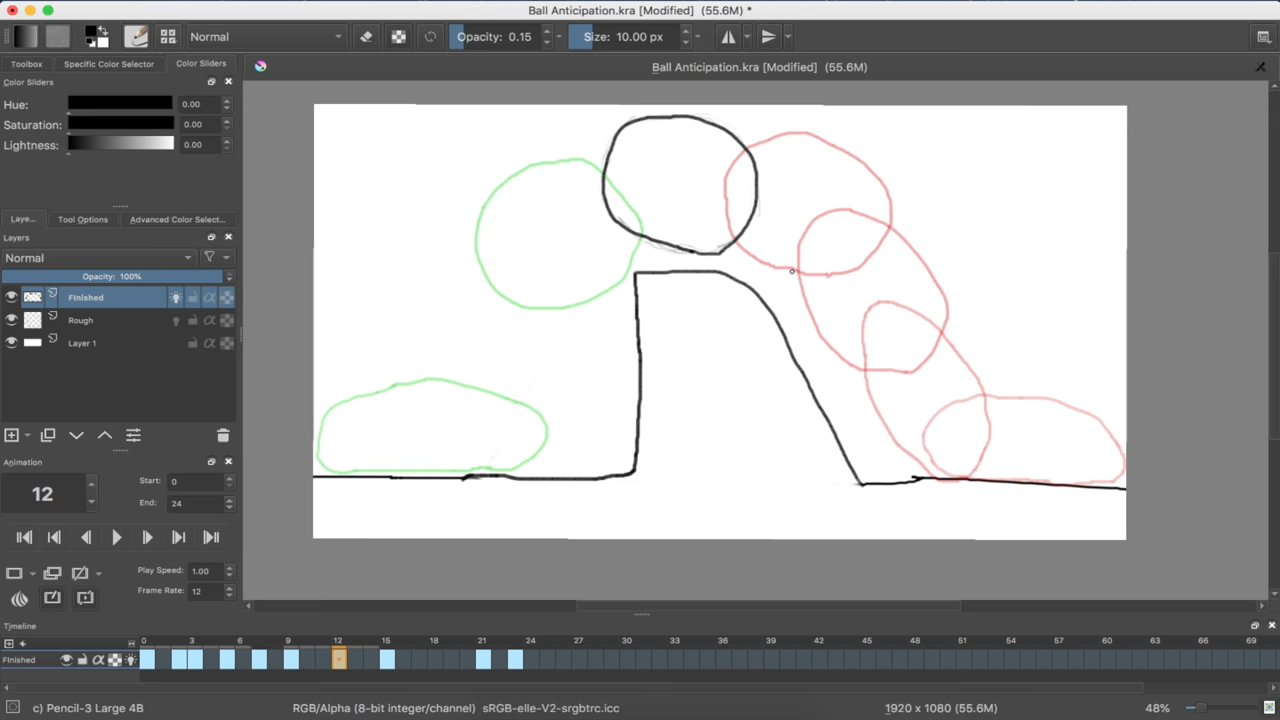 Ball Anticipation.kra [Modified] (55.6M) *
Normal
Opacity: 0.15
Size: 10.00 px
Toolbox
Specific Color Selector
Color Sliders
Ball Anticipation.kra [Modified] (55.6M)
Color Sliders
Hue:
0.00
Saturation:
0.00
Lightness:
0.00
Laye...
Tool Options
Advanced Color Select...
Layers
Normal
Opacity: 100%
Finished
Rough
Layer 1
Animation
12
Start:
0
End:
24
Play Speed:
1.00
Frame Rate:
12
Timeline
0 3 6 9 12 15 18 21 24 27 30 33 36 39 42 45 48 51 54 57 60 63 66 69
Finished
c) Pencil-3 Large 4B
RGB/Alpha (8-bit integer/channel) sRGB-elle-V2-srgbtrc.icc
1920 x 1080 (55.6M)
48%